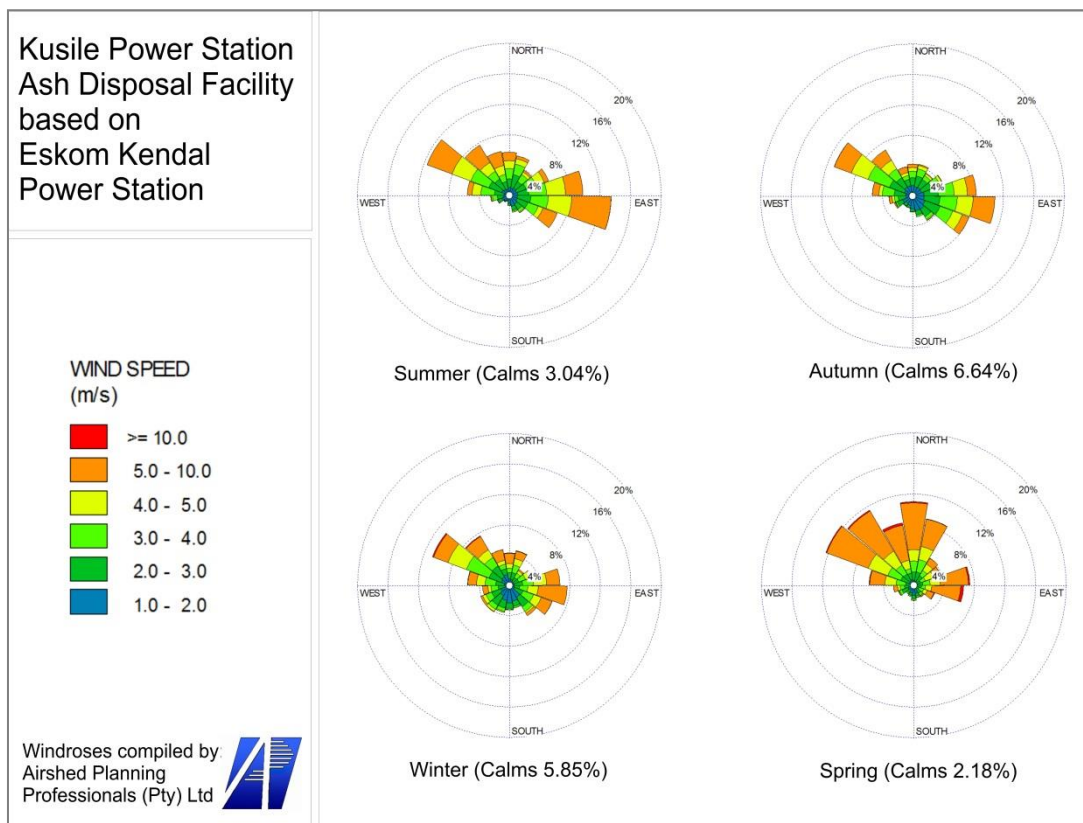 Kusile Power Station
Ash Disposal Facility
based on
Eskom Kendal
Power Station
WIND SPEED
(m/s)
>= 10.0
5.0 - 10.0
4.0 - 5.0
3.0 - 4.0
2.0 - 3.0
1.0 - 2.0
Windroses compiled by:
Airshed Planning
Professionals (Pty) Ltd
NORTH
20%
16%
12%
8%
4%
WEST
EAST
SOUTH
Summer (Calms 3.04%)
NORTH
20%
16%
12%
8%
4%
WEST
EAST
SOUTH
Autumn (Calms 6.64%)
NORTH
20%
16%
12%
8%
4%
WEST
EAST
SOUTH
Winter (Calms 5.85%)
NORTH
20%
16%
12%
8%
4%
WEST
EAST
SOUTH
Spring (Calms 2.18%)